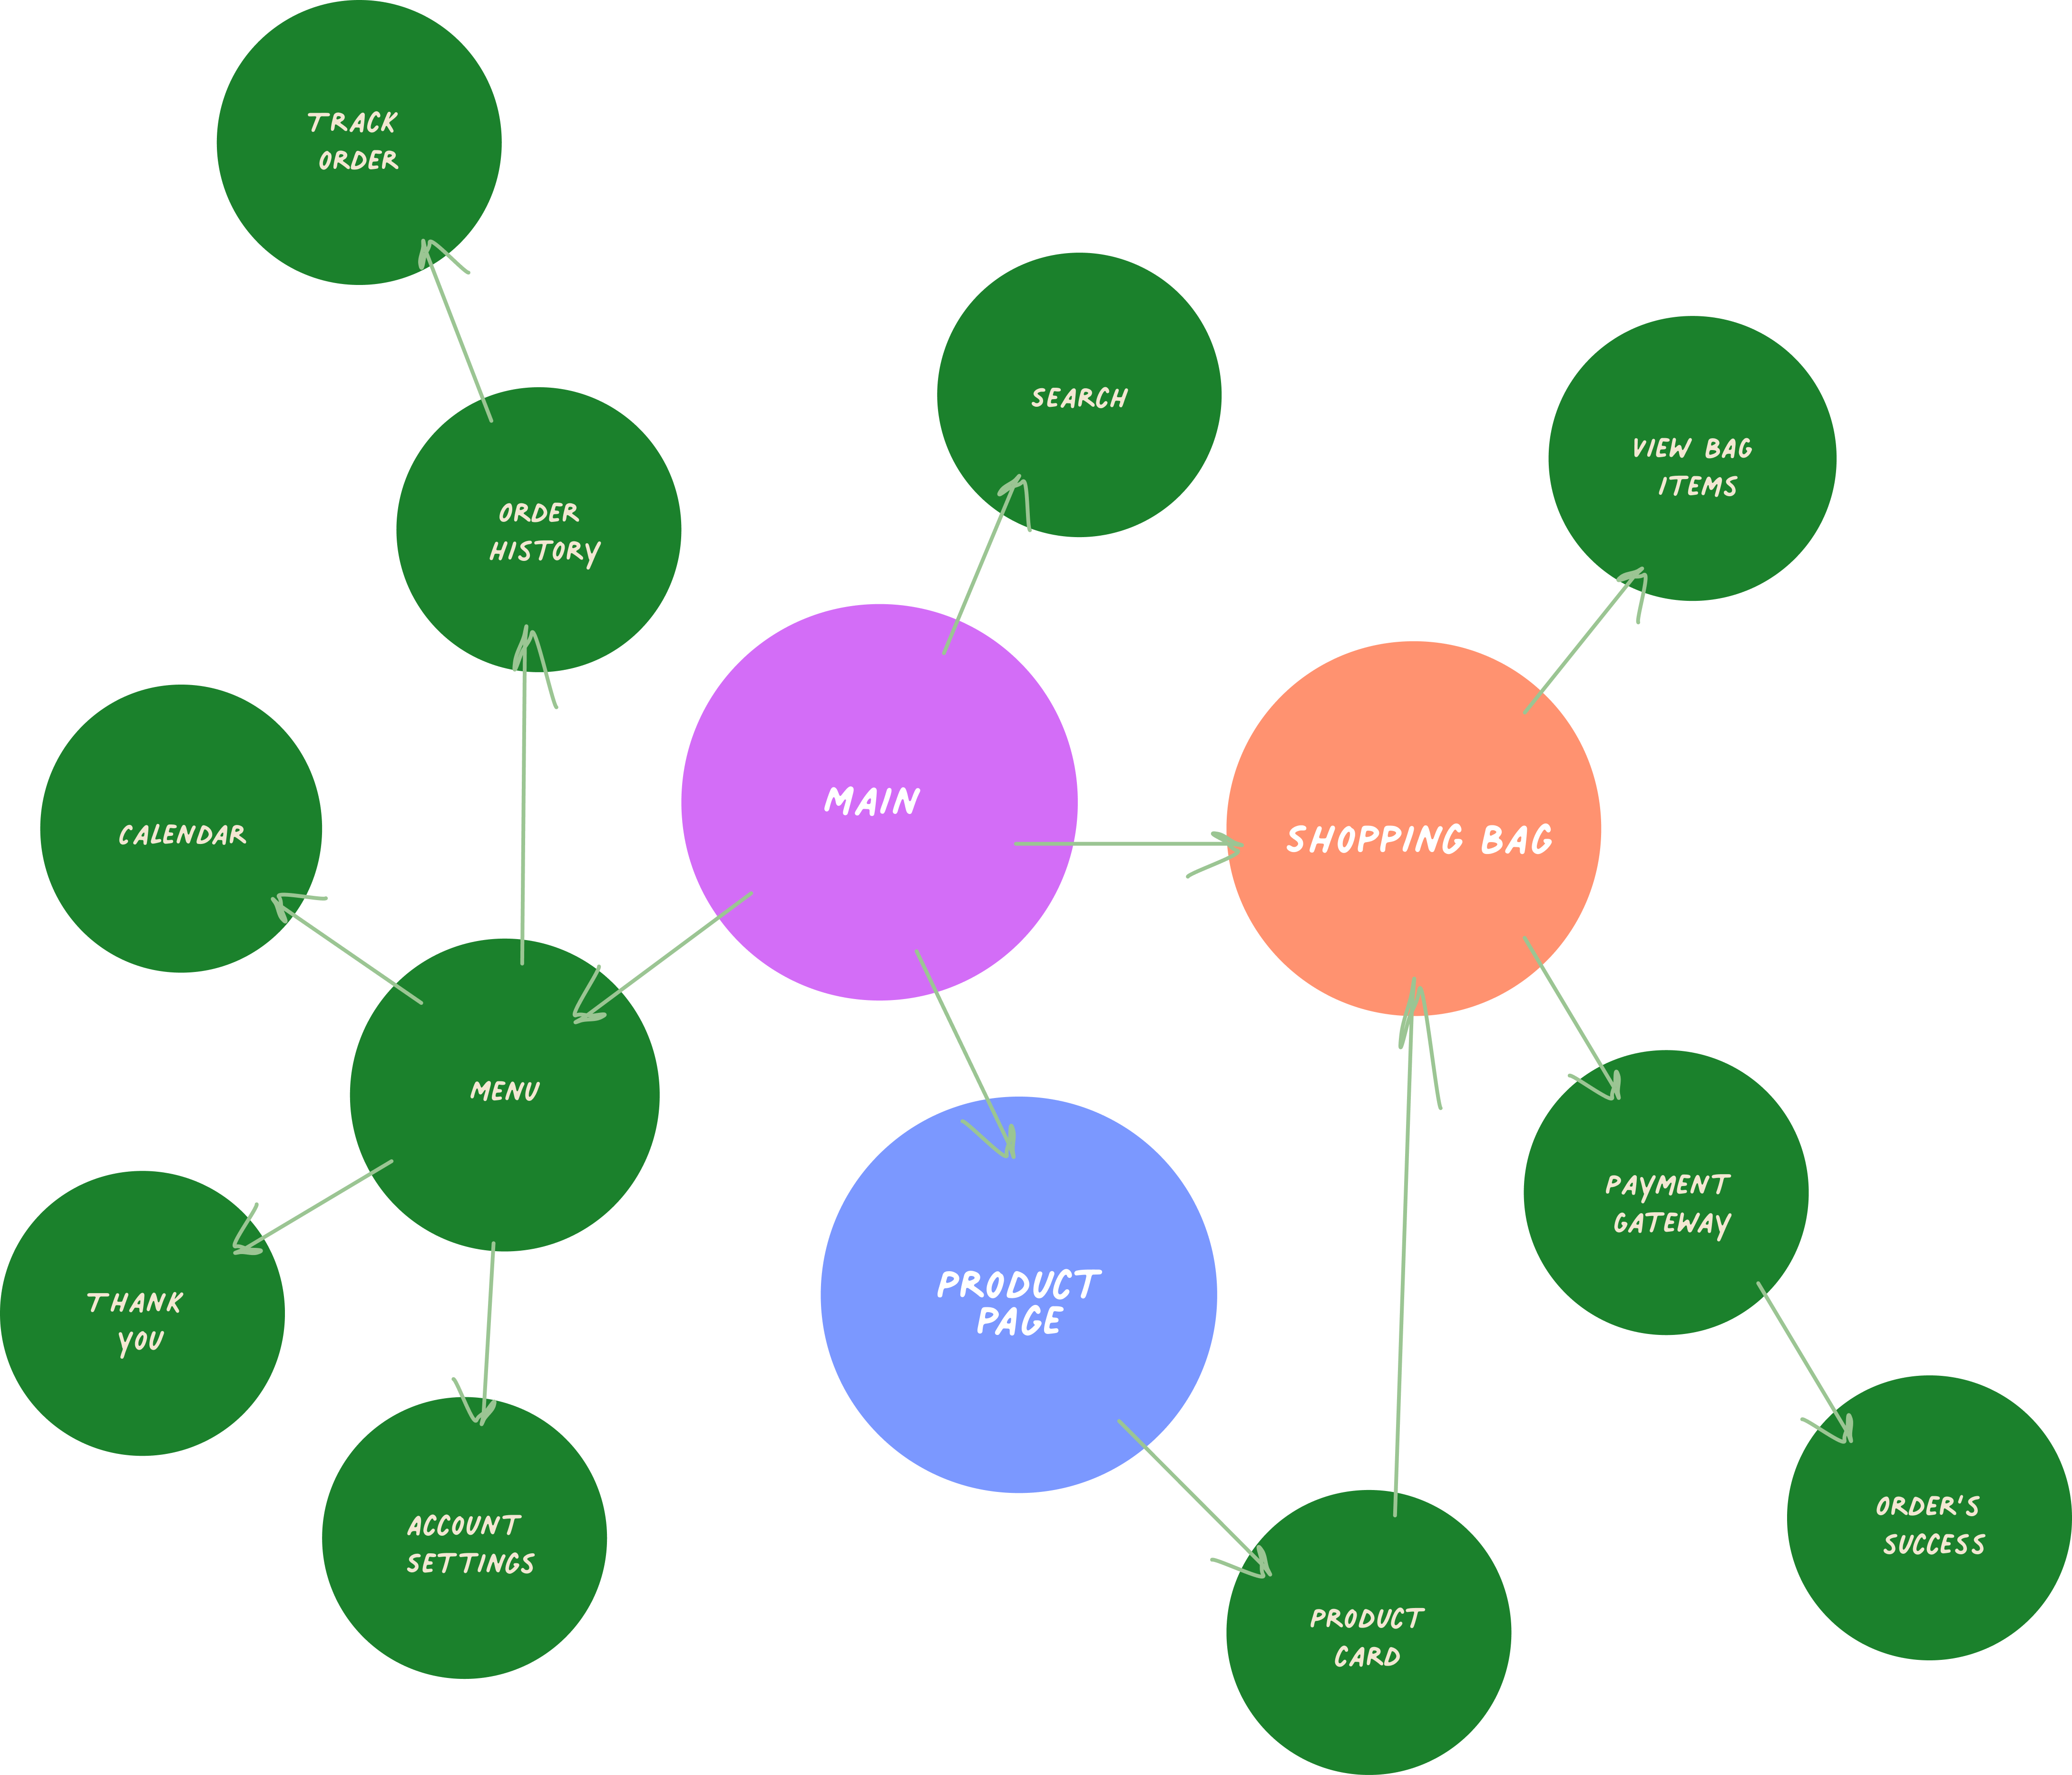 TRACK
ORDER
SEARCH
VIEW BAG
ITEMS
ORDER
HISTORY
MAIN
SHOPPING BAG
CALENDAR
MENU
PAYMENT
GATEWAY
PRODUCT
PAGE
THANK
YOU
ORDER'S
SUCCESS
ACCOUNT
SETTINGS
PRODUCT
CARD